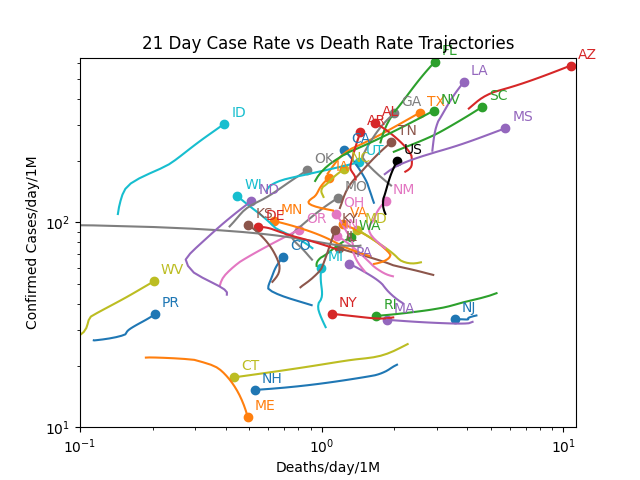 21 Day Case Rate vs Death Rate Trajectories
FL
AZ
LA
SC
MS
ID
GA
TX
NV
AL
AR
TN
CA
US
UT
OK
WI
ND
NM
MO
OH
KS
DE
MN
OR
VA
MD
WA
CO
MI
PA
WV
PR
NY
RI
MA
NJ
CT
NH
ME
Confirmed Cases/day/1M
10²
10¹
10⁻¹
10⁰
10¹
Deaths/day/1M